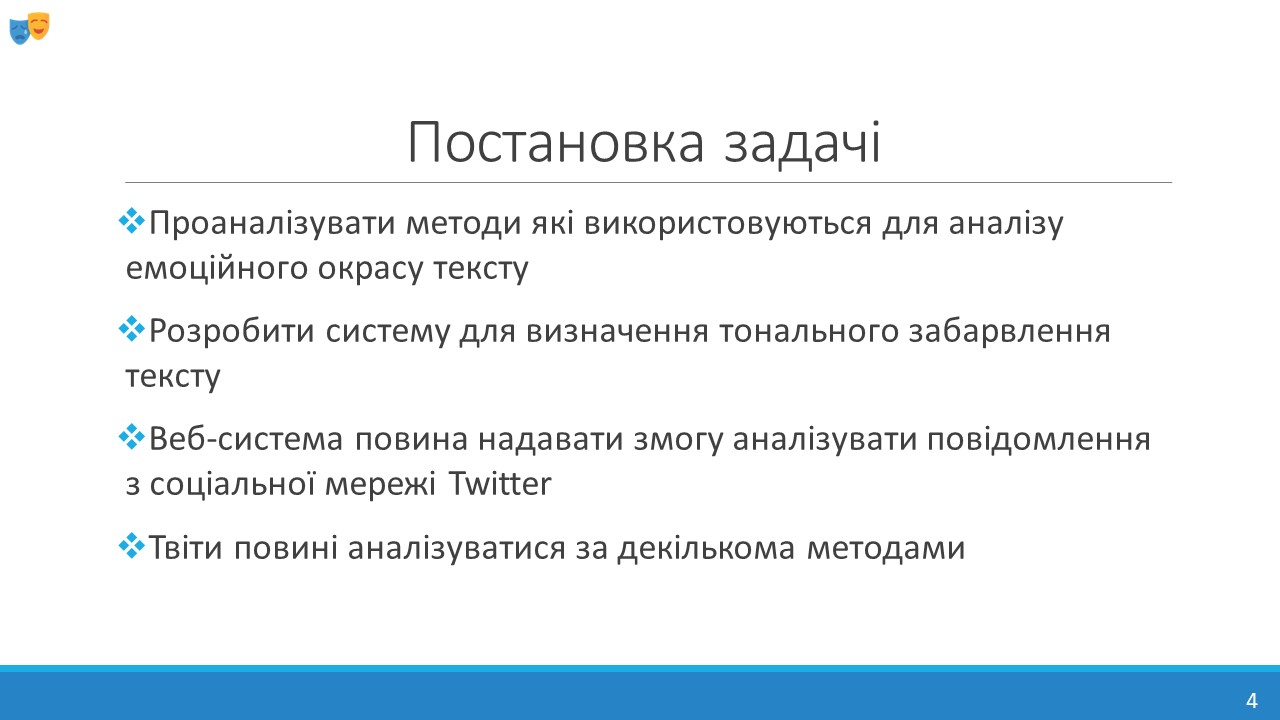 Постановка задачі
Проаналізувати методи які використовуються для аналізу
емоційного окрасу тексту
Розробити систему для визначення тонального забарвлення
тексту
Веб-система повина надавати змогу аналізувати повідомлення
з соціальної мережі Twitter
Твіти повині аналізуватися за декількома методами
4